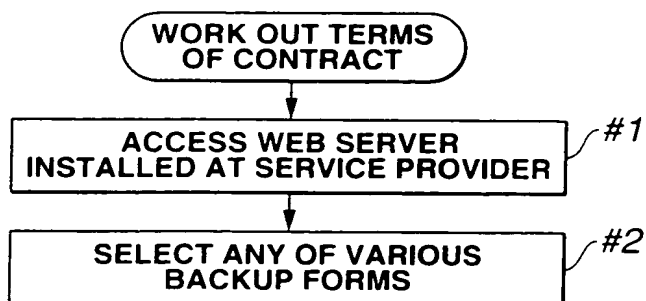 WORK OUT TERMS
OF CONTRACT
ACCESS WEB SERVER
INSTALLED AT SERVICE PROVIDER
#1
SELECT ANY OF VARIOUS
BACKUP FORMS
#2